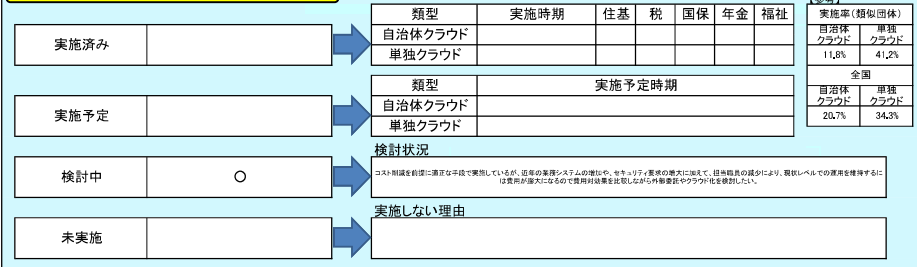 【参考】
類型 実施時期 住基 税 国保 年金 福祉
実施済み
自治体クラウド
単独クラウド
実施率(類似団体)
自治体クラウド 単独クラウド
11.8% 41.2%
全国
自治体クラウド 単独クラウド
20.7% 34.3%
類型 実施予定時期
実施予定
自治体クラウド
単独クラウド
検討状況
検討中 ○
コスト削減を前提に適正な手段で実施しているが、近年の業務システムの増加や、セキュリティ要求の増大に加えて、担当職員の減少により、現状レベルでの運用を維持するに
は費用が膨大になるので費用対効果を比較しながら外部委託やクラウド化を検討したい。
実施しない理由
未実施